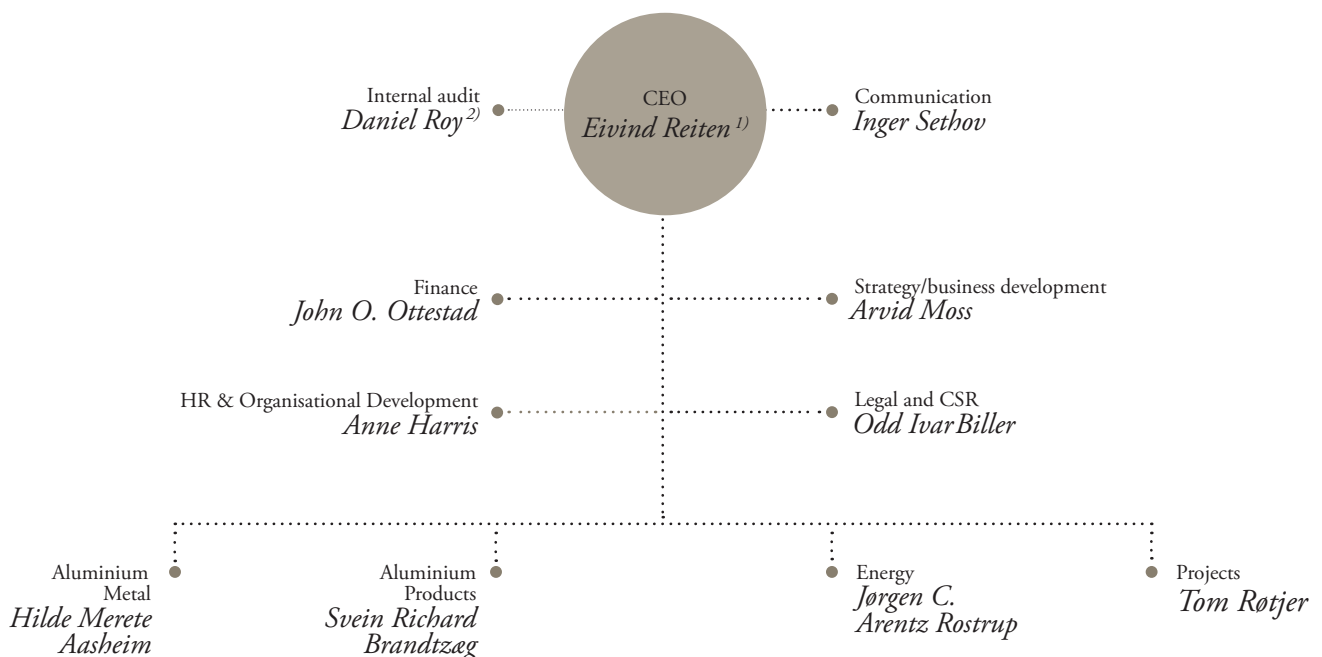 Internal audit
Daniel Roy 2)
CEO
Eivind Reiten 1)
Communication
Inger Sethov
Finance
John O. Ottestad
Strategy/business development
Arvid Moss
HR & Organisational Development
Anne Harris
Legal and CSR
Odd Ivar Biller
Aluminium
Metal
Hilde Merete
Aasheim
Aluminium
Products
Svein Richard
Brandtzæg
Energy
Jørgen C.
Arentz Rostrup
Projects
Tom Røtjer